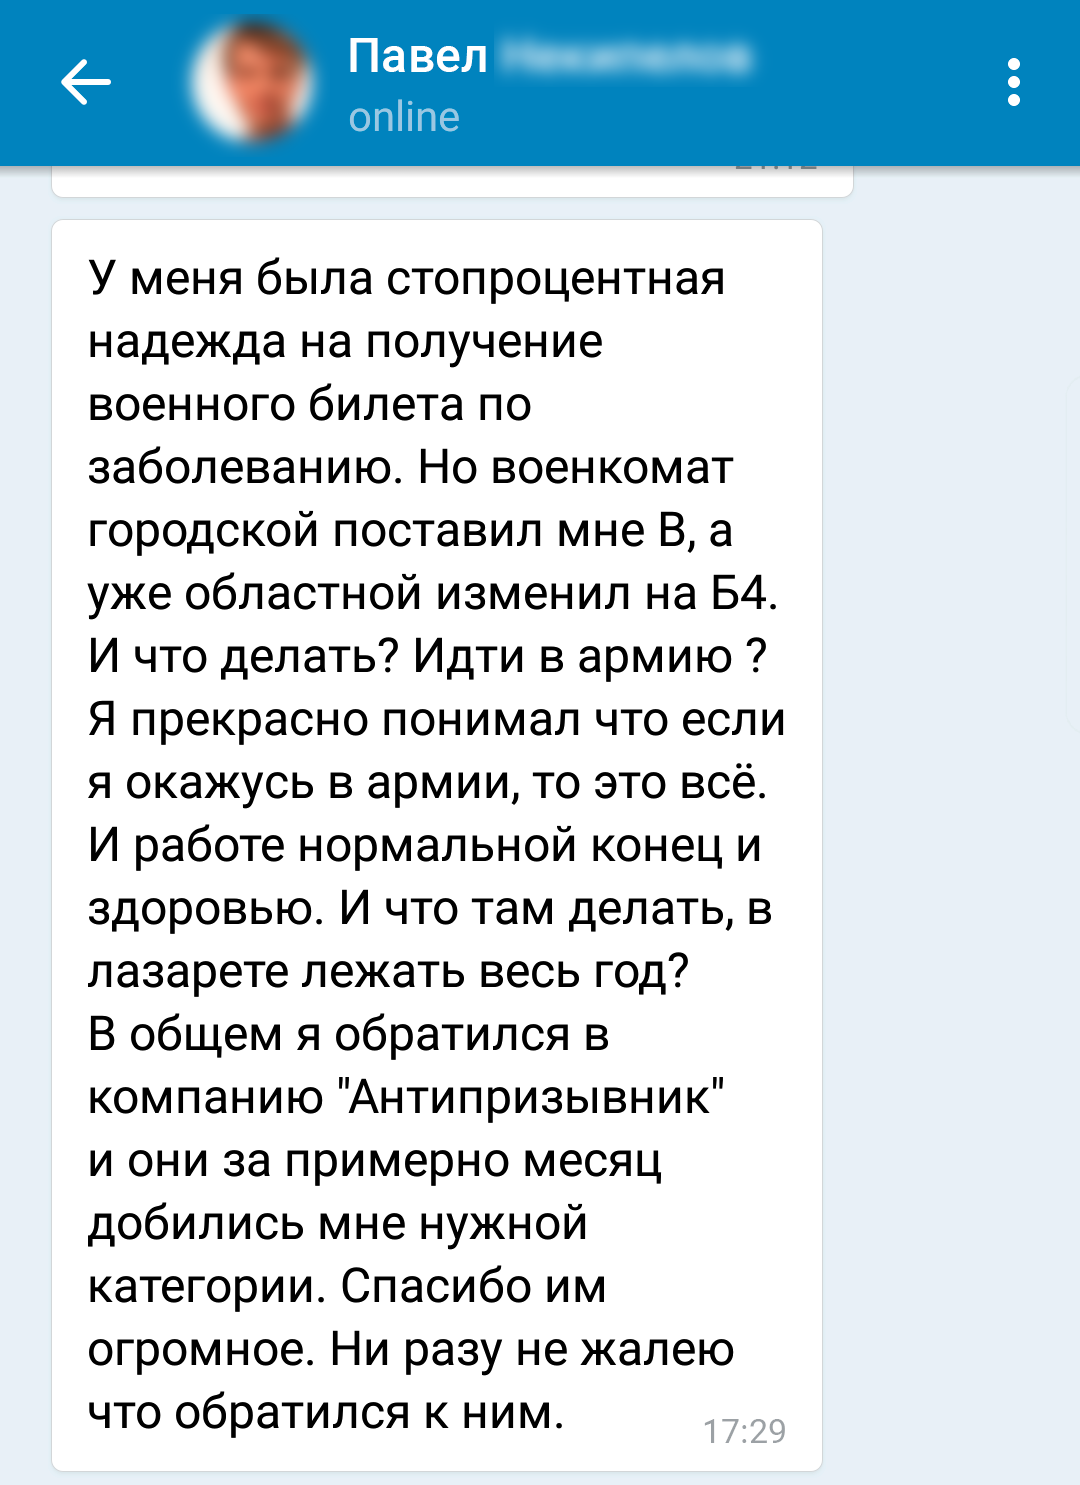 Павел
online
У меня была стопроцентная
надежда на получение
военного билета по
заболеванию. Но военкомат
городской поставил мне В, а
уже областной изменил на Б4.
И что делать? Идти в армию ?
Я прекрасно понимал что если
я окажусь в армии, то это всё.
И работе нормальной конец и
здоровью. И что там делать, в
лазарете лежать весь год?
В общем я обратился в
компанию "Антипризывник"
и они за примерно месяц
добились мне нужной
категории. Спасибо им
огромное. Ни разу не жалею
что обратился к ним.
17:29